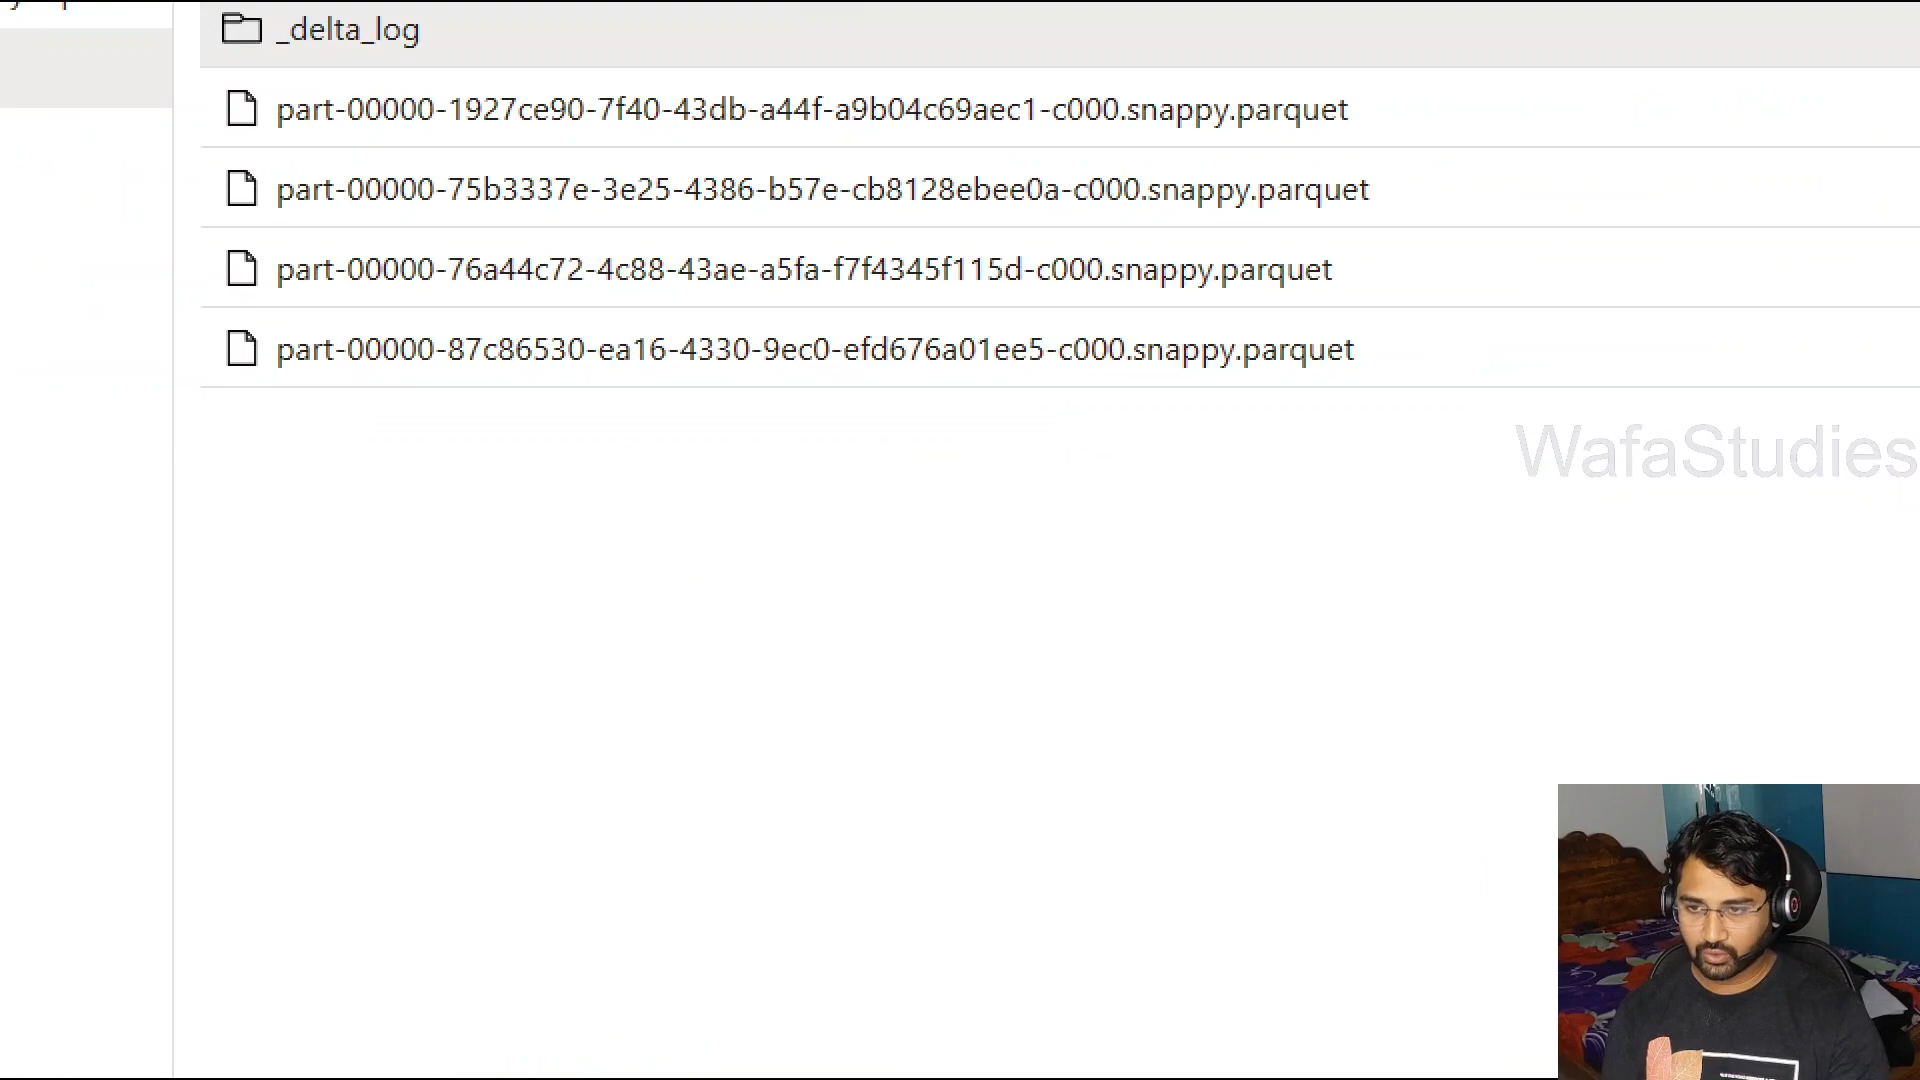 _delta_log
part-00000-1927ce90-7f40-43db-a44f-a9b04c69aec1-c000.snappy.parquet
part-00000-75b3337e-3e25-4386-b57e-cb8128ebee0a-c000.snappy.parquet
part-00000-76a44c72-4c88-43ae-a5fa-f7f4345f115d-c000.snappy.parquet
part-00000-87c86530-ea16-4330-9ec0-efd676a01ee5-c000.snappy.parquet
WafaStudies